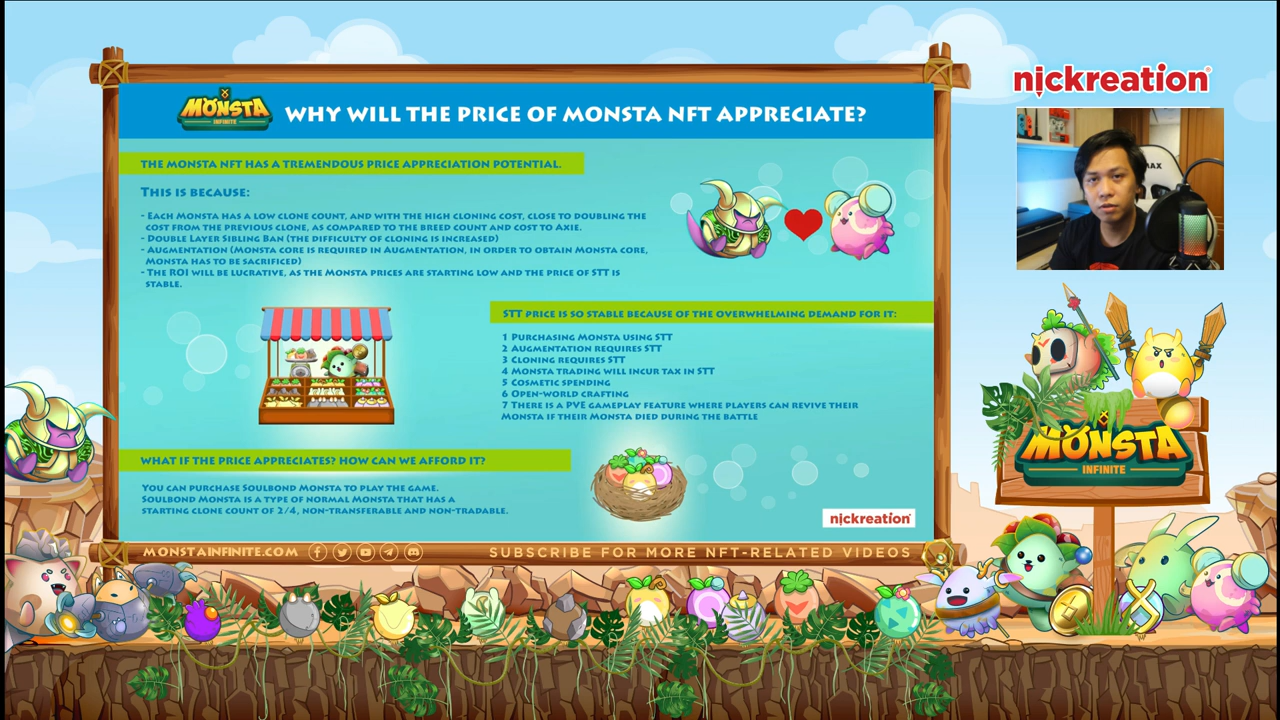 nickreation
MONSTA
INFINITE
WHY WILL THE PRICE OF MONSTA NFT APPRECIATE?
THE MONSTA NFT HAS A TREMENDOUS PRICE APPRECIATION POTENTIAL.
THIS IS BECAUSE:
- EACH MONSTA HAS A LOW CLONE COUNT, AND WITH THE HIGH CLONING COST, CLOSE TO DOUBLING THE
COST FROM THE PREVIOUS CLONE, AS COMPARED TO THE BREED COUNT AND COST TO AXIE.
- DOUBLE LAYER SIBLING BAN (THE DIFFICULTY OF CLONING IS INCREASED)
- AUGMENTATION (MONSTA CORE IS REQUIRED IN AUGMENTATION, IN ORDER TO OBTAIN MONSTA CORE,
MONSTA HAS TO BE SACRIFICED)
- THE ROI WILL BE LUCRATIVE, AS THE MONSTA PRICES ARE STARTING LOW AND THE PRICE OF STT IS
STABLE.
STT PRICE IS SO STABLE BECAUSE OF THE OVERWHELMING DEMAND FOR IT:
1 PURCHASING MONSTA USING STT
2 AUGMENTATION REQUIRES STT
3 CLONING REQUIRES STT
4 MONSTA TRADING WILL INCUR TAX IN STT
5 COSMETIC SPENDING
6 OPEN-WORLD CRAFTING
7 THERE IS A PVE GAMEPLAY FEATURE WHERE PLAYERS CAN REVIVE THEIR
MONSTA IF THEIR MONSTA DIED DURING THE BATTLE
WHAT IF THE PRICE APPRECIATES? HOW CAN WE AFFORD IT?
YOU CAN PURCHASE SOULBOND MONSTA TO PLAY THE GAME.
SOULBOND MONSTA IS A TYPE OF NORMAL MONSTA THAT HAS A
STARTING CLONE COUNT OF 2/4, NON-TRANSFERABLE AND NON-TRADABLE.
nickreation
MONSTAINFINITE.COM
SUBSCRIBE FOR MORE NFT-RELATED VIDEOS
MAX
MONSTA
INFINITE